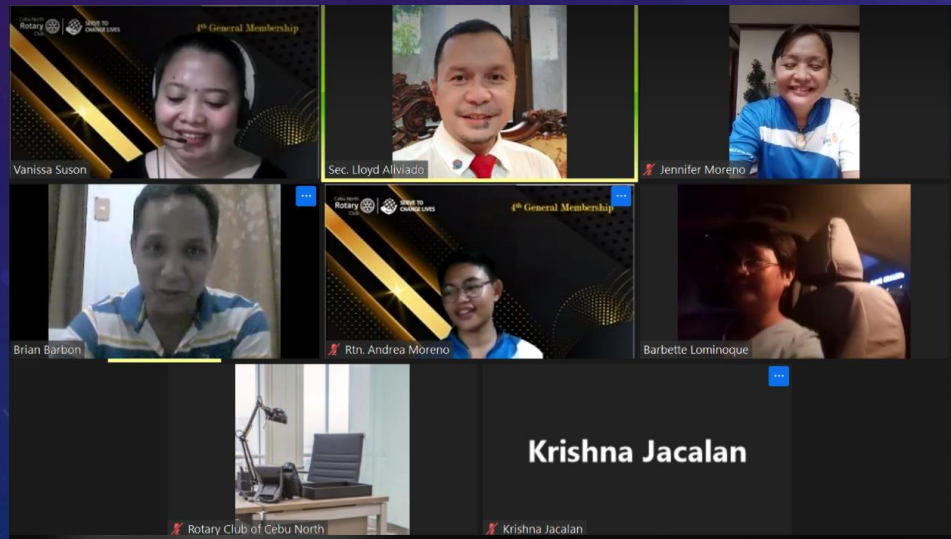 Cebu North
Rotary
Club
SERVE TO
CHANGE LIVES
4th General Membership
Vanissa Suson
Sec. Lloyd Aliviado
Jennifer Moreno
Brian Barbon
Cebu North
Rotary
Club
SERVE TO
CHANGE LIVES
4th General Membership
Rtn. Andrea Moreno
Barbette Lominoque
Rotary Club of Cebu North
Krishna Jacalan
Krishna Jacalan